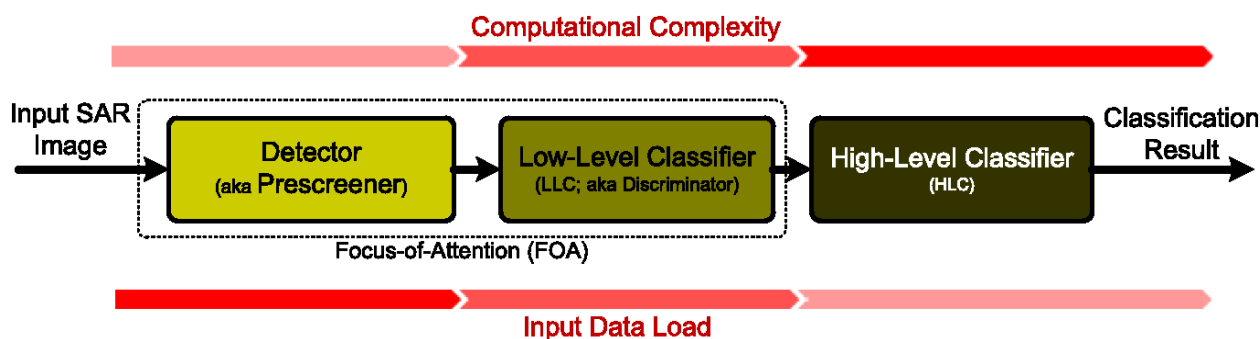 Computational Complexity
Input SAR
Image
Detector
(aka Prescreener)
Low-Level Classifier
(LLC; aka Discriminator)
High-Level Classifier
(HLC)
Classification
Result
Focus-of-Attention (FOA)
Input Data Load